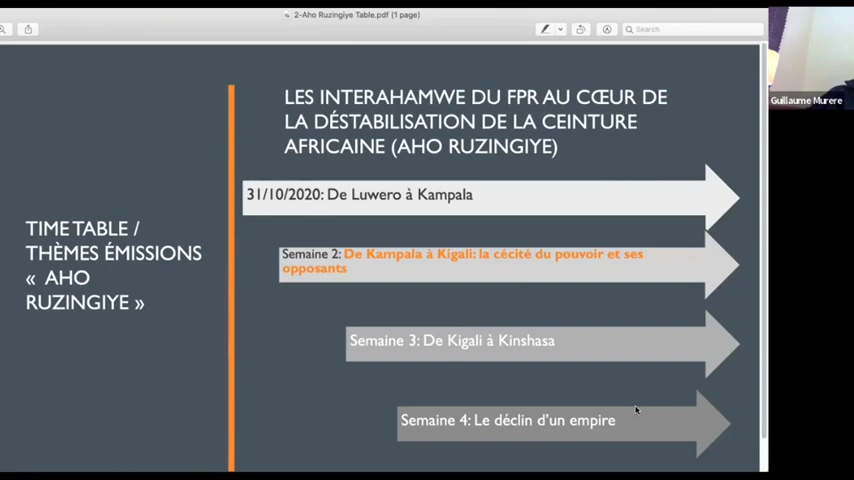 2-Aho Ruzingiye Table.pdf (1 page)
Search
Guillaume Murere
LES INTERAHAMWE DU FPR AU CŒUR DE
LA DÉSTABILISATION DE LA CEINTURE
AFRICAINE (AHO RUZINGIYE)
31/10/2020: De Luwero à Kampala
TIME TABLE /
THÈMES ÉMISSIONS
« AHO
RUZINGIYE »
Semaine 2: De Kampala à Kigali: la cécité du pouvoir et ses
opposants
Semaine 3: De Kigali à Kinshasa
Semaine 4: Le déclin d'un empire